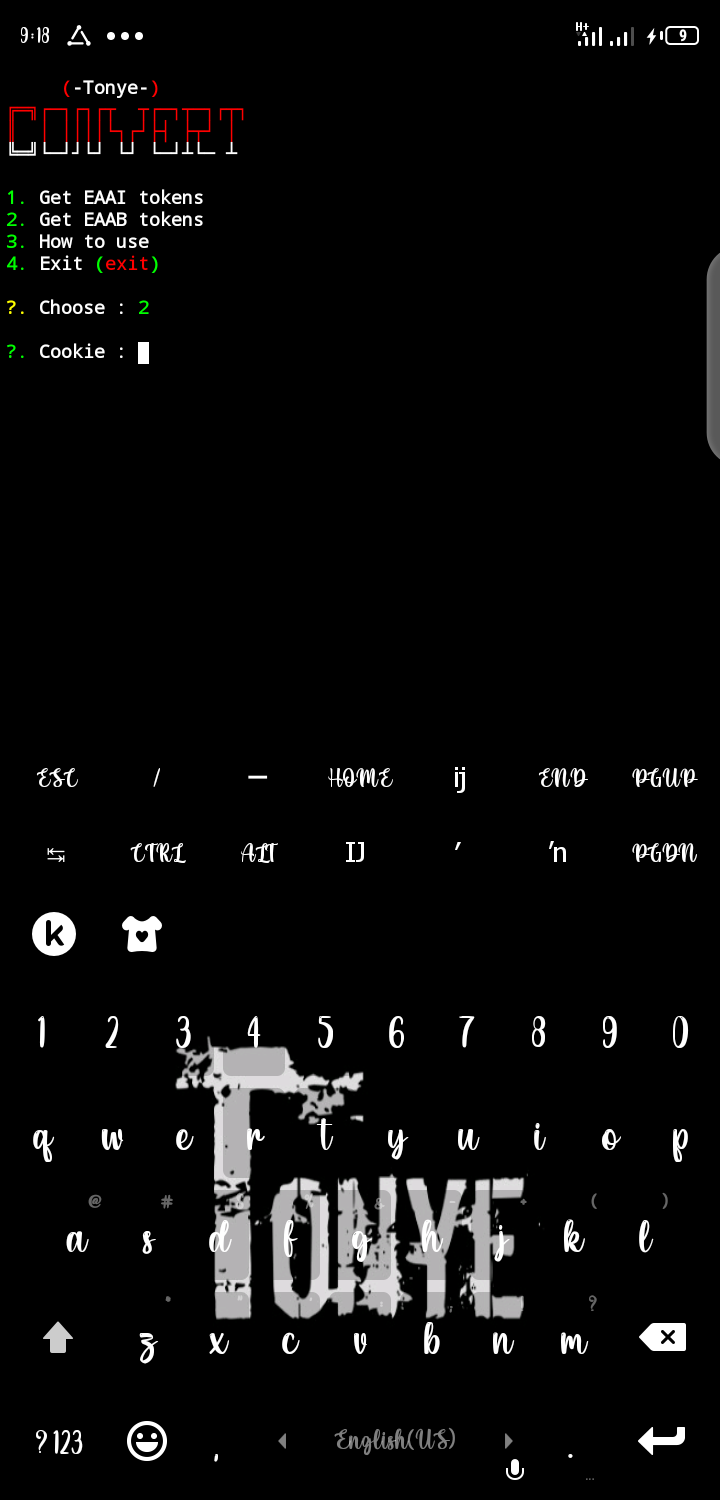 9:18 H+ 9
(-Tonye-)
CONVERT
1. Get EAAI tokens
2. Get EAAB tokens
3. How to use
4. Exit (exit)
?. Choose : 2
?. Cookie :
ESC / — HOME ij END PGUP
↹ CTRL ALT IJ ′ ŉ PGDN
k
1 2 3 4 5 6 7 8 9 0
q w e r t y u i o p
@ # & - + ( )
a s d f g h j k l
TONYE
* " ' : ; ?
z x c v b n m
?123 , English(US) .
...